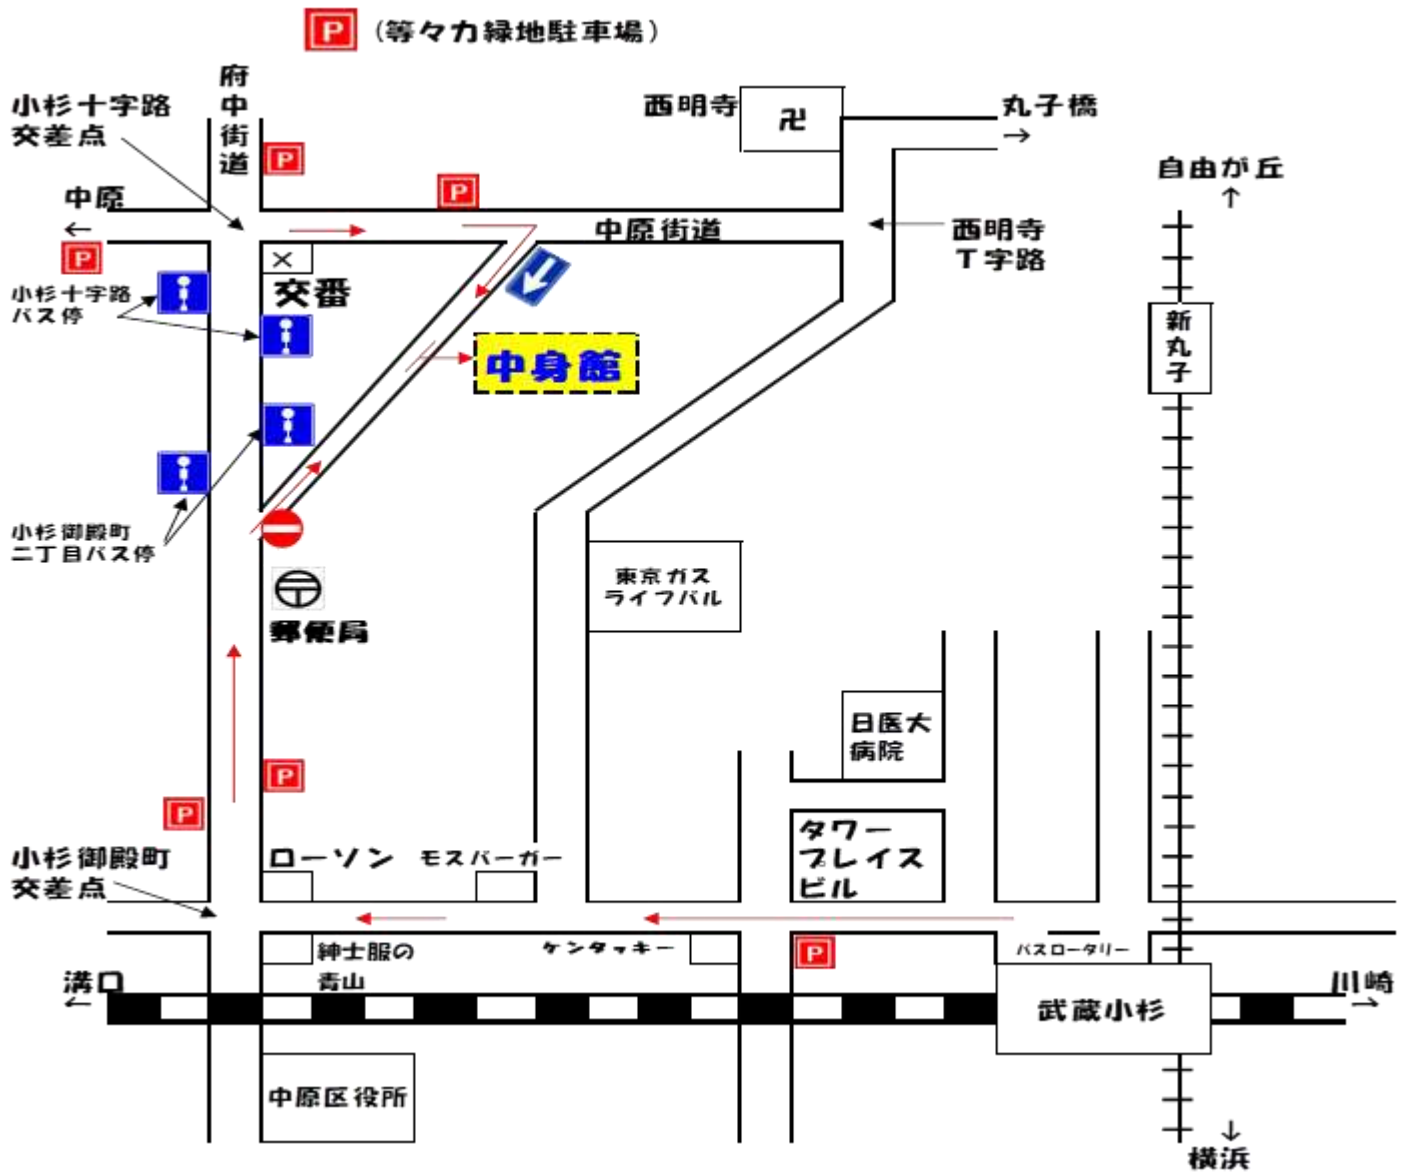 P (等々力緑地駐車場)
府中街道
小杉十字路
交差点
西明寺
卍
丸子橋
→
自由が丘
↑
P
P
中原
←
中原街道
西明寺
T字路
P
交番
小杉十字路
バス停
新丸子
中身館
小杉御殿町
二丁目バス停
東京ガス
ライフバル
郵便局
日医大
病院
P
P
タワー
プレイス
ビル
小杉御殿町
交差点
ローソン
モスバーガー
紳士服の
青山
ケンタッキー
P
バスロータリー
溝口
←
川崎
→
武蔵小杉
中原区役所
↓
横浜